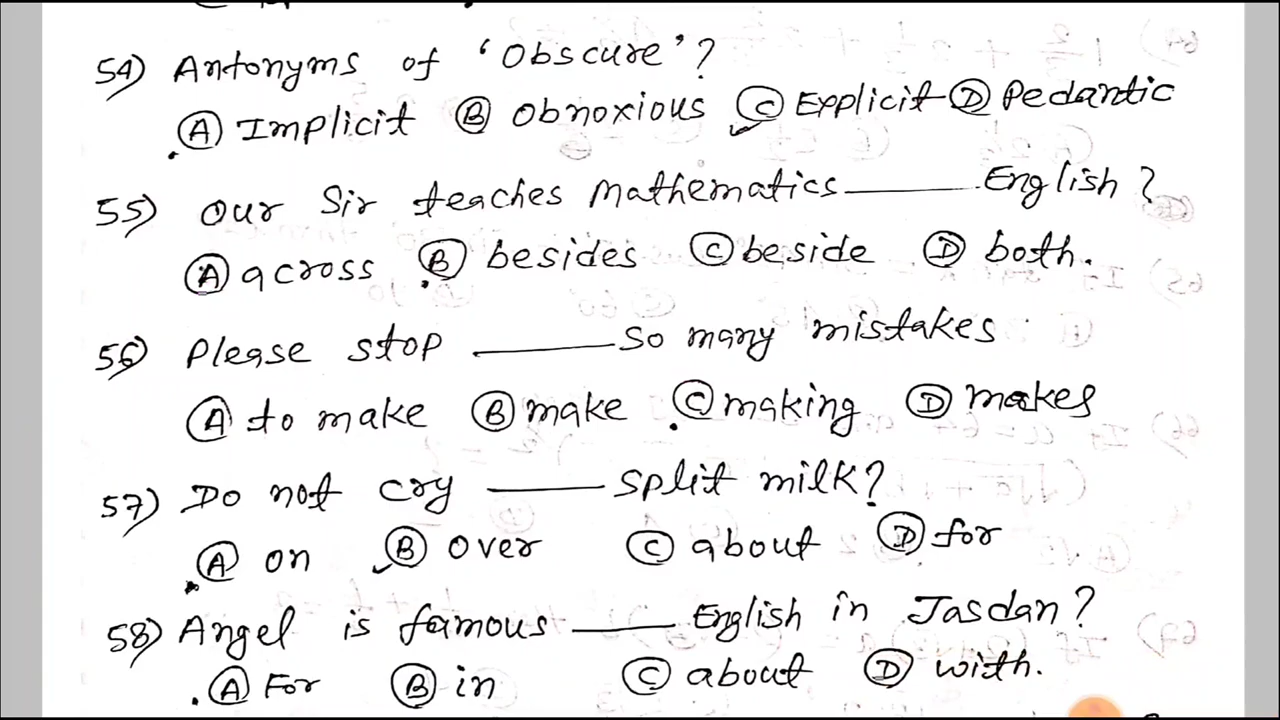 54) Antonyms of 'Obscure'?
(A) Implicit (B) Obnoxious (C) Explicit (D) Pedantic
55) Our Sir teaches Mathematics ______ English?
(A) across (B) besides (C) beside (D) both.
56) Please stop ______ so many mistakes
(A) to make (B) make (C) making (D) makes
57) Do not cry ______ split milk?
(A) on (B) over (C) about (D) for
58) Angel is famous ______ English in Jasdan?
(A) For (B) in (C) about (D) with.